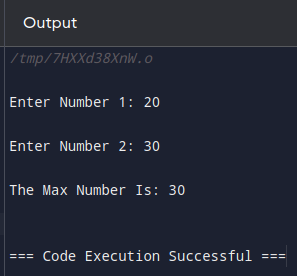 Output
/tmp/7HXXd38XnW.o
Enter Number 1: 20
Enter Number 2: 30
The Max Number Is: 30
=== Code Execution Successful ===